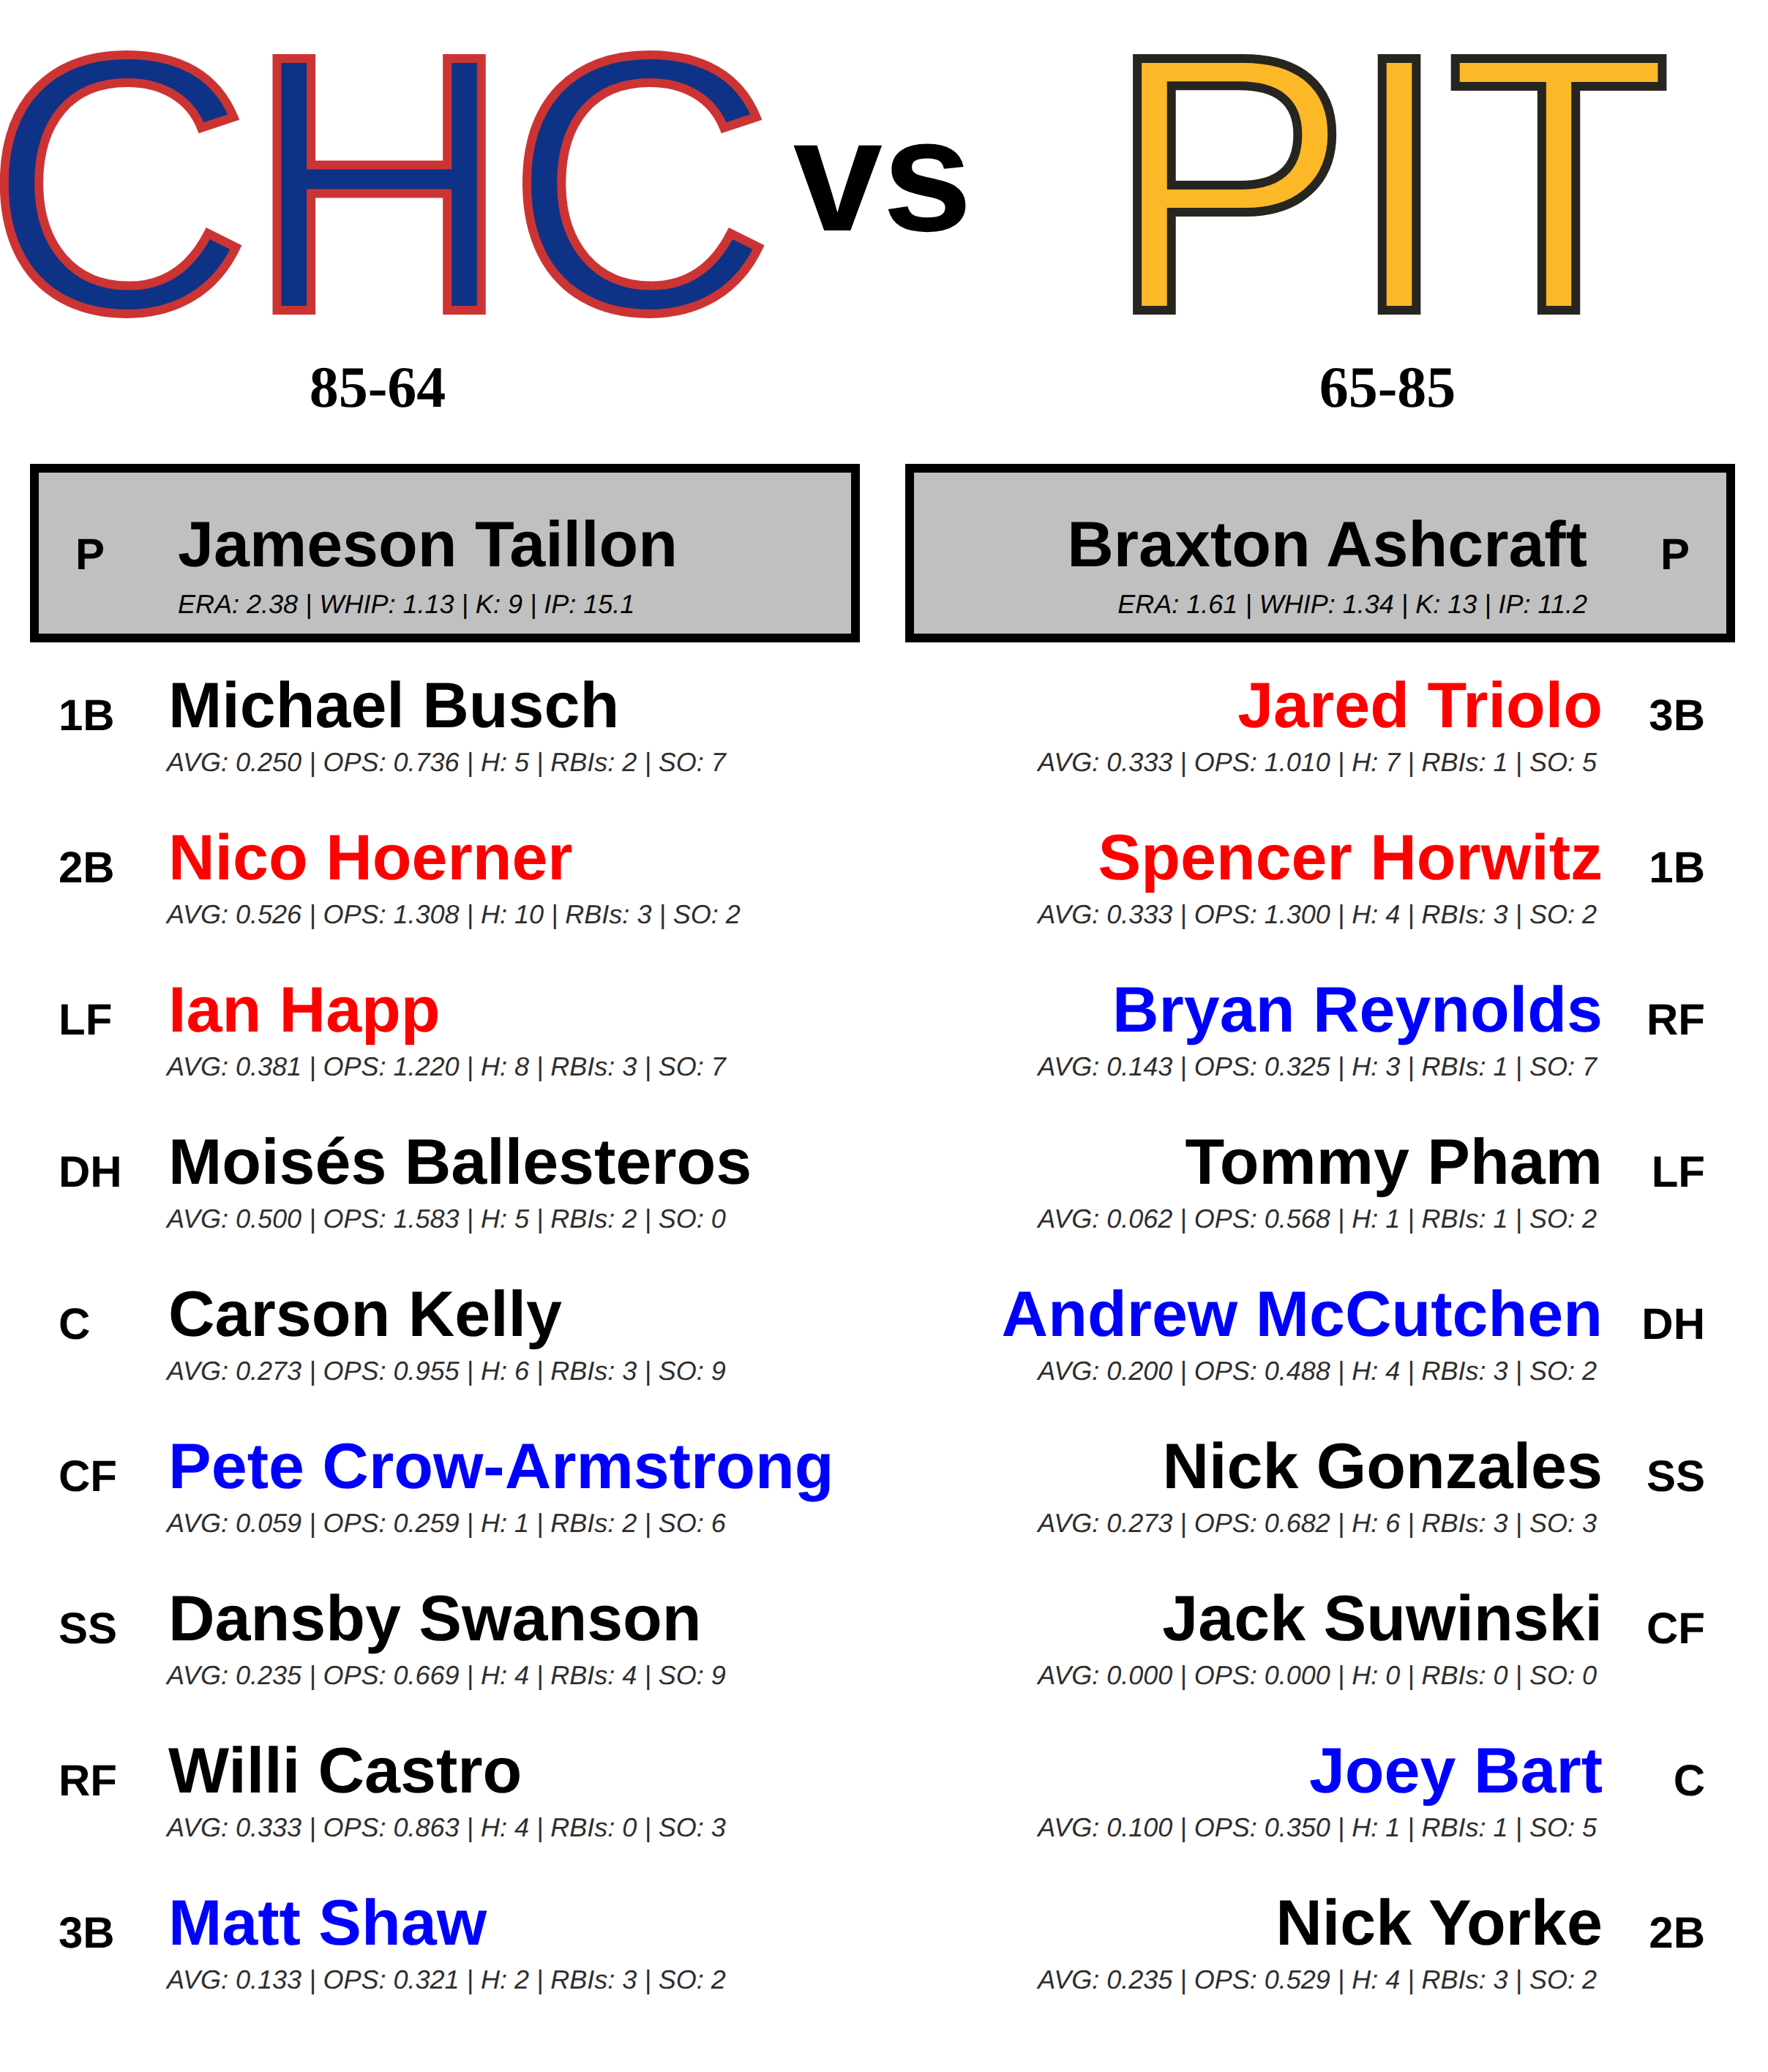 CHC vs PIT
85-64
65-85
P Jameson Taillon
ERA: 2.38 | WHIP: 1.13 | K: 9 | IP: 15.1
Braxton Ashcraft P
ERA: 1.61 | WHIP: 1.34 | K: 13 | IP: 11.2
1B Michael Busch
AVG: 0.250 | OPS: 0.736 | H: 5 | RBIs: 2 | SO: 7
2B Nico Hoerner
AVG: 0.526 | OPS: 1.308 | H: 10 | RBIs: 3 | SO: 2
LF Ian Happ
AVG: 0.381 | OPS: 1.220 | H: 8 | RBIs: 3 | SO: 7
DH Moisés Ballesteros
AVG: 0.500 | OPS: 1.583 | H: 5 | RBIs: 2 | SO: 0
C Carson Kelly
AVG: 0.273 | OPS: 0.955 | H: 6 | RBIs: 3 | SO: 9
CF Pete Crow-Armstrong
AVG: 0.059 | OPS: 0.259 | H: 1 | RBIs: 2 | SO: 6
SS Dansby Swanson
AVG: 0.235 | OPS: 0.669 | H: 4 | RBIs: 4 | SO: 9
RF Willi Castro
AVG: 0.333 | OPS: 0.863 | H: 4 | RBIs: 0 | SO: 3
3B Matt Shaw
AVG: 0.133 | OPS: 0.321 | H: 2 | RBIs: 3 | SO: 2
Jared Triolo 3B
AVG: 0.333 | OPS: 1.010 | H: 7 | RBIs: 1 | SO: 5
Spencer Horwitz 1B
AVG: 0.333 | OPS: 1.300 | H: 4 | RBIs: 3 | SO: 2
Bryan Reynolds RF
AVG: 0.143 | OPS: 0.325 | H: 3 | RBIs: 1 | SO: 7
Tommy Pham LF
AVG: 0.062 | OPS: 0.568 | H: 1 | RBIs: 1 | SO: 2
Andrew McCutchen DH
AVG: 0.200 | OPS: 0.488 | H: 4 | RBIs: 3 | SO: 2
Nick Gonzales SS
AVG: 0.273 | OPS: 0.682 | H: 6 | RBIs: 3 | SO: 3
Jack Suwinski CF
AVG: 0.000 | OPS: 0.000 | H: 0 | RBIs: 0 | SO: 0
Joey Bart C
AVG: 0.100 | OPS: 0.350 | H: 1 | RBIs: 1 | SO: 5
Nick Yorke 2B
AVG: 0.235 | OPS: 0.529 | H: 4 | RBIs: 3 | SO: 2